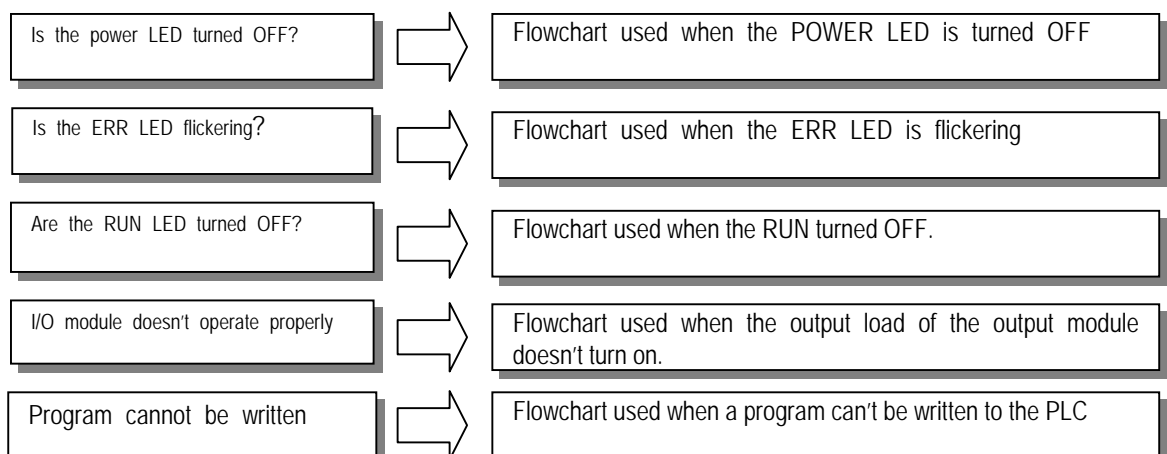 Is the power LED turned OFF?
Flowchart used when the POWER LED is turned OFF
Is the ERR LED flickering?
Flowchart used when the ERR LED is flickering
Are the RUN LED turned OFF?
Flowchart used when the RUN turned OFF.
I/O module doesn't operate properly
Flowchart used when the output load of the output module
doesn't turn on.
Program cannot be written
Flowchart used when a program can't be written to the PLC